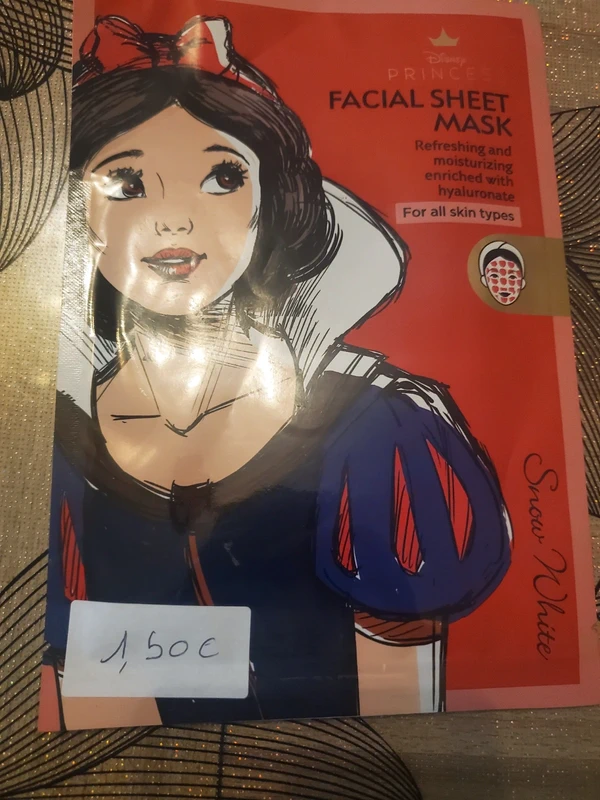 Disney
PRINCESS
FACIAL SHEET
MASK
Refreshing and
moisturizing
enriched with
hyaluronate
For all skin types
Snow White
1,50€